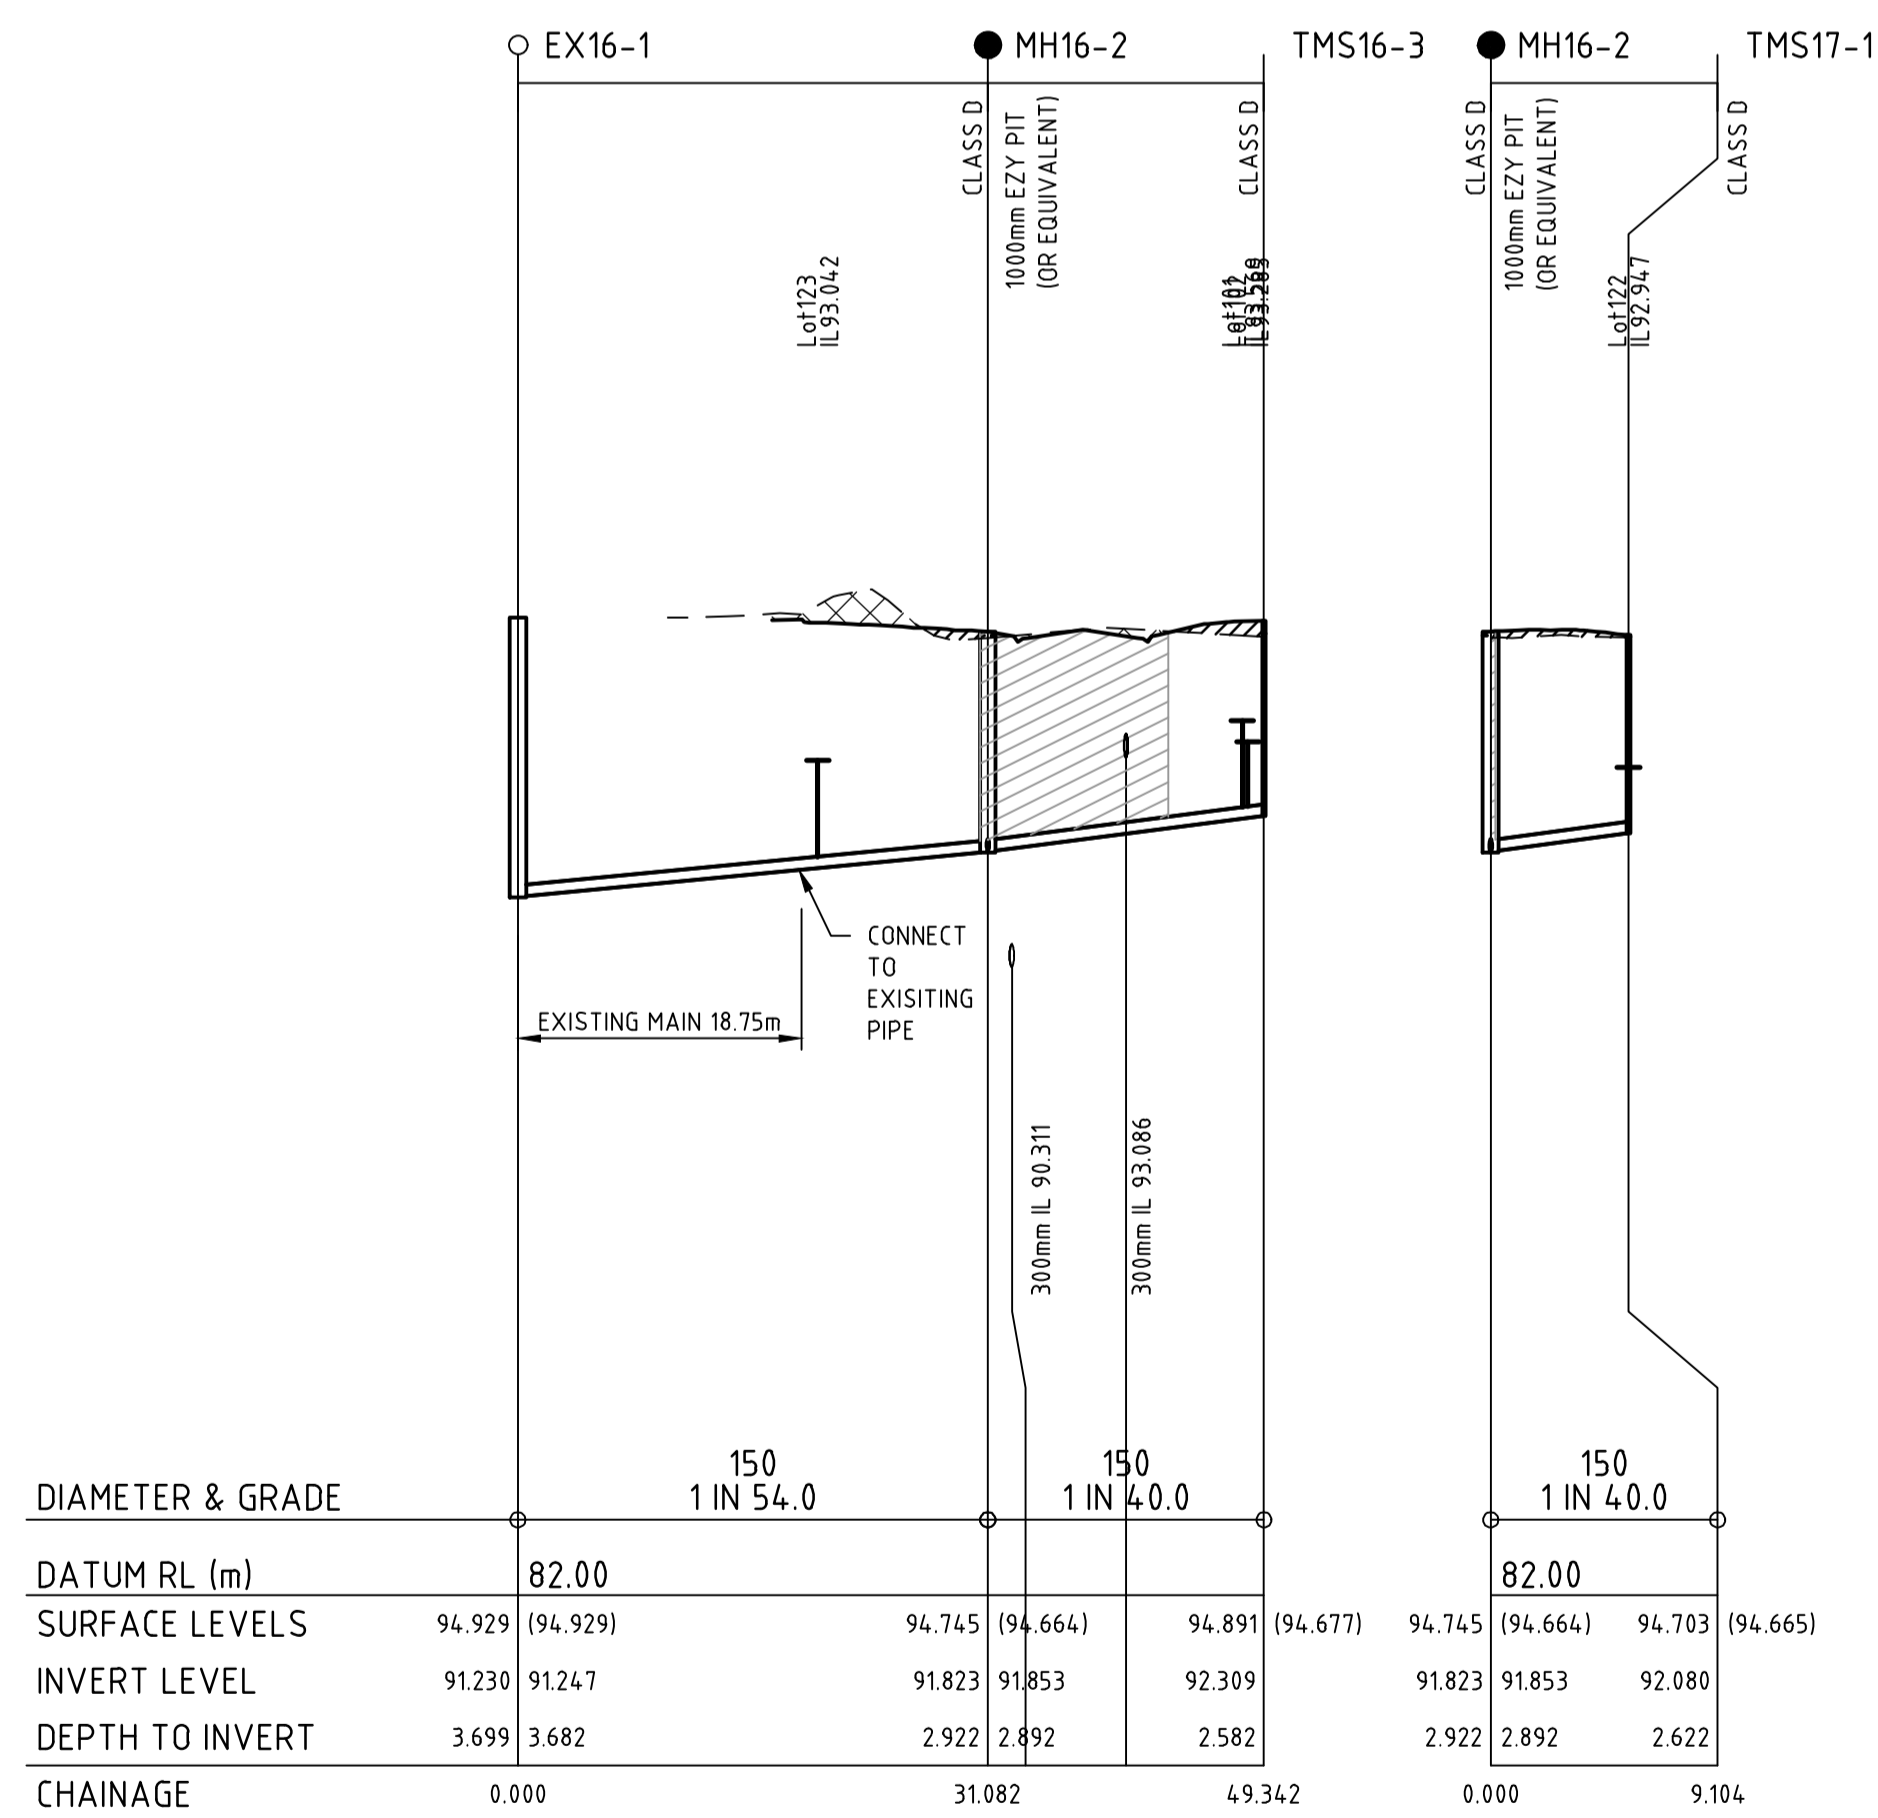 EX16-1
MH16-2
TMS16-3
MH16-2
TMS17-1
CLASS D
1000mm EZY PIT
(OR EQUIVALENT)
CLASS D
CLASS D
1000mm EZY PIT
(OR EQUIVALENT)
CLASS D
Lot123
IL93.042
Lot122
IL92.947
CONNECT
TO
EXISITING
PIPE
EXISTING MAIN 18.75m
300mm IL 90.311
300mm IL 93.086
DIAMETER & GRADE
150
1 IN 54.0
150
1 IN 40.0
150
1 IN 40.0
DATUM RL (m) 82.00 82.00
SURFACE LEVELS 94.929 (94.929) 94.745 (94.664) 94.891 (94.677) 94.745 (94.664) 94.703 (94.665)
INVERT LEVEL 91.230 91.247 91.823 91.853 92.309 91.823 91.853 92.080
DEPTH TO INVERT 3.699 3.682 2.922 2.892 2.582 2.922 2.892 2.622
CHAINAGE 0.000 31.082 49.342 0.000 9.104